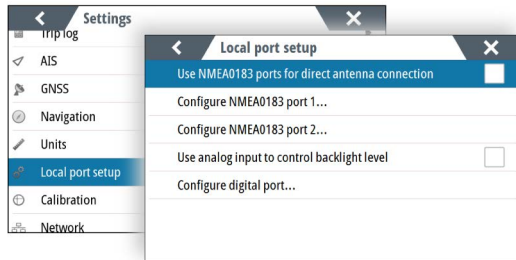 Settings
Trip log
AIS
GNSS
Navigation
Units
Local port setup
Calibration
Network
Local port setup
Use NMEA0183 ports for direct antenna connection
Configure NMEA0183 port 1...
Configure NMEA0183 port 2...
Use analog input to control backlight level
Configure digital port...